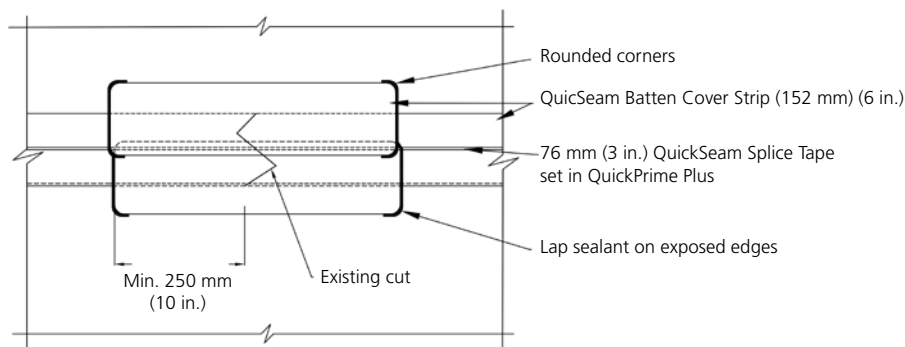 Rounded corners
QuicSeam Batten Cover Strip (152 mm) (6 in.)
76 mm (3 in.) QuickSeam Splice Tape
set in QuickPrime Plus
Lap sealant on exposed edges
Min. 250 mm
(10 in.)
Existing cut